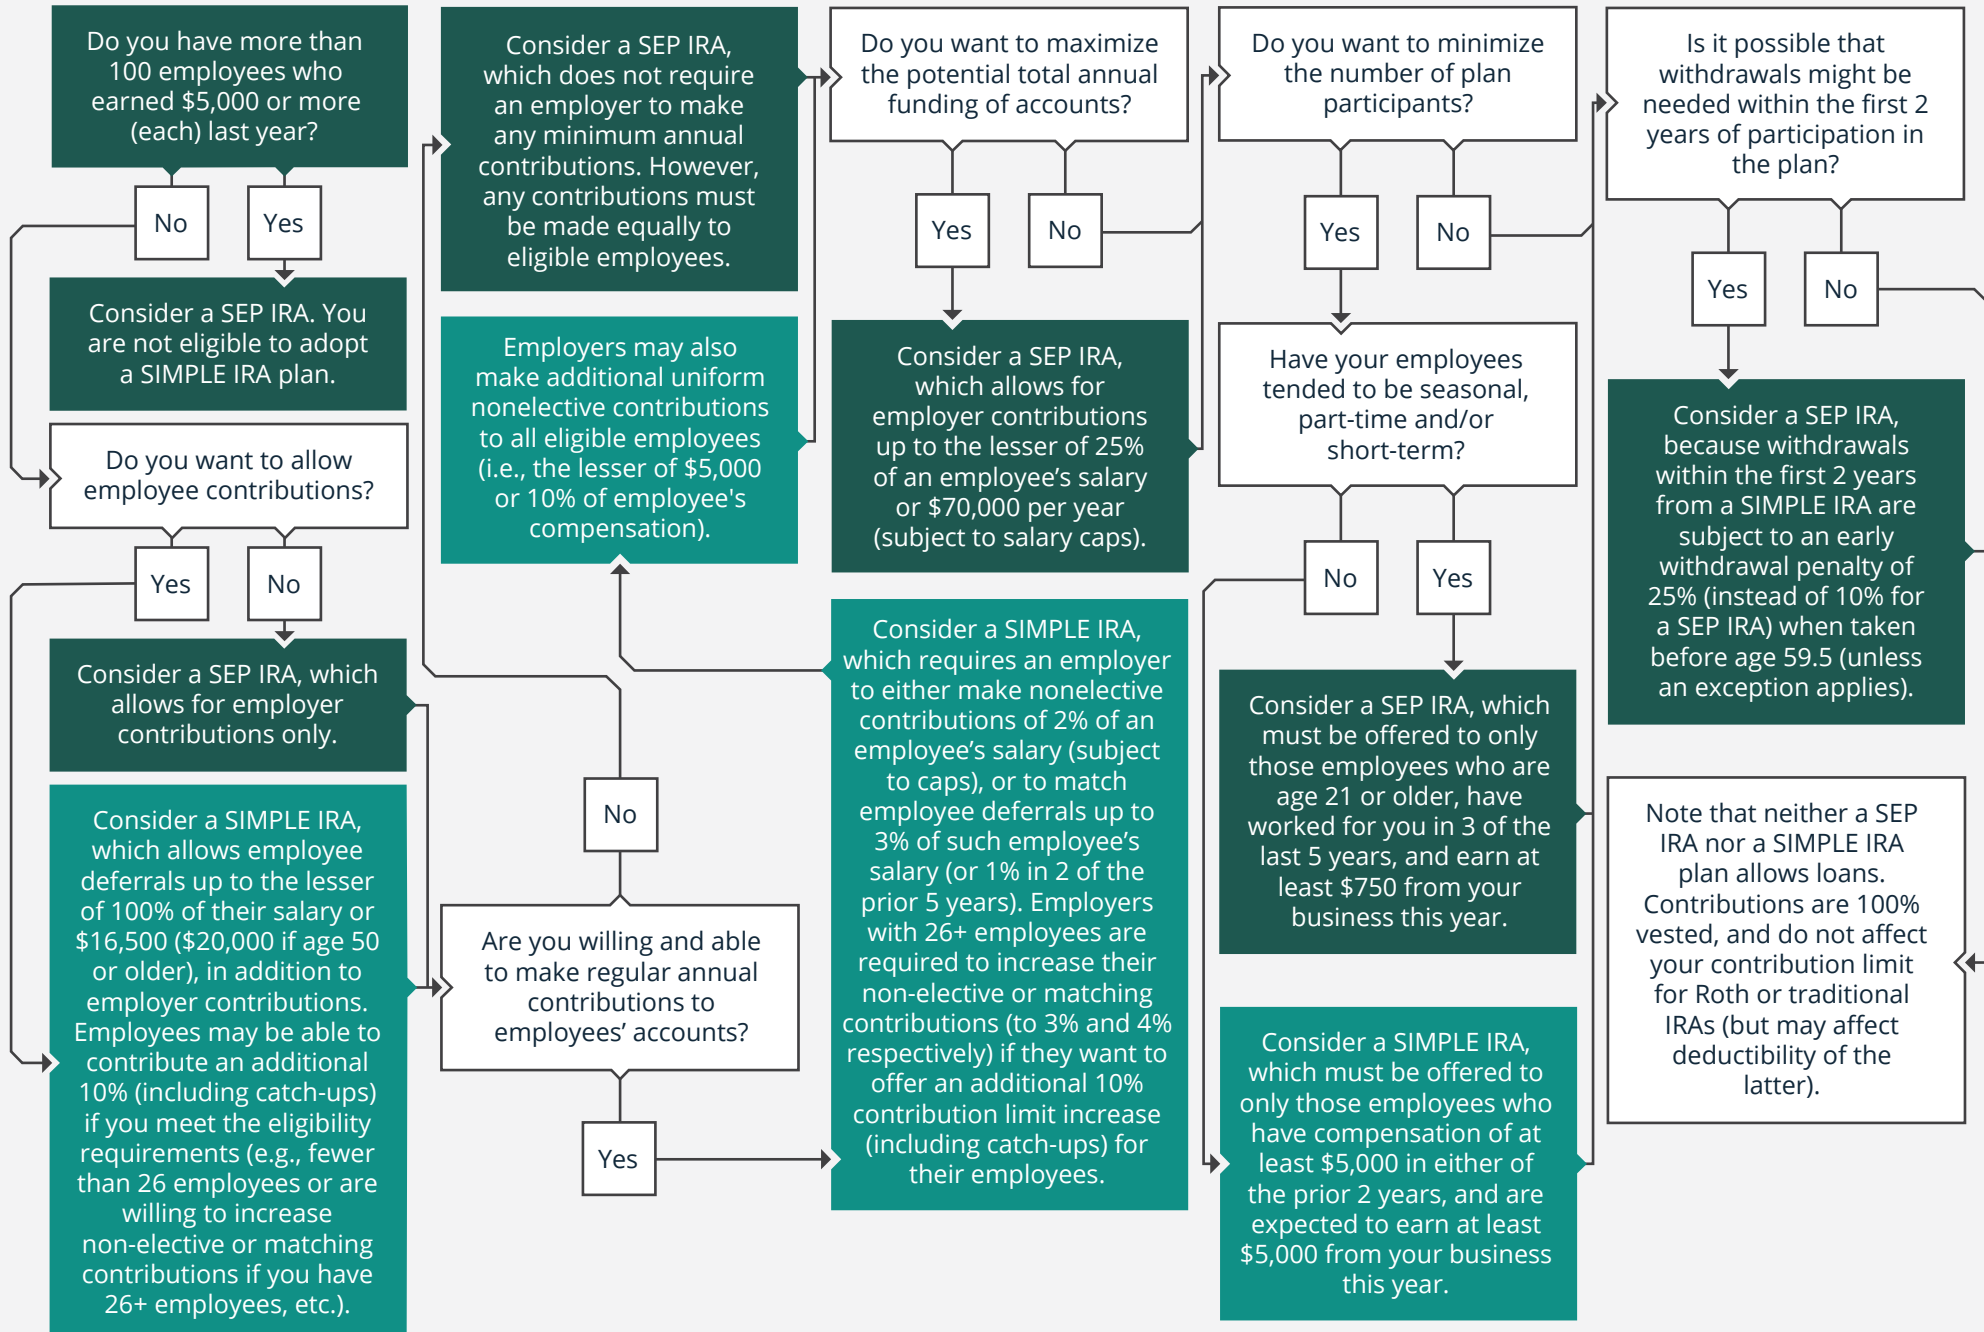 Do you have more than
100 employees who
earned $5,000 or more
(each) last year?
No
Yes
Consider a SEP IRA. You
are not eligible to adopt
a SIMPLE IRA plan.
Do you want to allow
employee contributions?
Yes
No
Consider a SEP IRA, which
allows for employer
contributions only.
Consider a SIMPLE IRA,
which allows employee
deferrals up to the lesser
of 100% of their salary or
$16,500 ($20,000 if age 50
or older), in addition to
employer contributions.
Employees may be able to
contribute an additional
10% (including catch-ups)
if you meet the eligibility
requirements (e.g., fewer
than 26 employees or are
willing to increase
non-elective or matching
contributions if you have
26+ employees, etc.).
Consider a SEP IRA,
which does not require
an employer to make
any minimum annual
contributions. However,
any contributions must
be made equally to
eligible employees.
Employers may also
make additional uniform
nonelective contributions
to all eligible employees
(i.e., the lesser of $5,000
or 10% of employee's
compensation).
No
Are you willing and able
to make regular annual
contributions to
employees’ accounts?
Yes
Do you want to maximize
the potential total annual
funding of accounts?
Yes
No
Consider a SEP IRA,
which allows for
employer contributions
up to the lesser of 25%
of an employee’s salary
or $70,000 per year
(subject to salary caps).
Consider a SIMPLE IRA,
which requires an employer
to either make nonelective
contributions of 2% of an
employee’s salary (subject
to caps), or to match
employee deferrals up to
3% of such employee’s
salary (or 1% in 2 of the
prior 5 years). Employers
with 26+ employees are
required to increase their
non-elective or matching
contributions (to 3% and 4%
respectively) if they want to
offer an additional 10%
contribution limit increase
(including catch-ups) for
their employees.
Do you want to minimize
the number of plan
participants?
Yes
No
Have your employees
tended to be seasonal,
part-time and/or
short-term?
No
Yes
Consider a SEP IRA, which
must be offered to only
those employees who are
age 21 or older, have
worked for you in 3 of the
last 5 years, and earn at
least $750 from your
business this year.
Consider a SIMPLE IRA,
which must be offered to
only those employees who
have compensation of at
least $5,000 in either of
the prior 2 years, and are
expected to earn at least
$5,000 from your business
this year.
Is it possible that
withdrawals might be
needed within the first 2
years of participation in
the plan?
Yes
No
Consider a SEP IRA,
because withdrawals
within the first 2 years
from a SIMPLE IRA are
subject to an early
withdrawal penalty of
25% (instead of 10% for
a SEP IRA) when taken
before age 59.5 (unless
an exception applies).
Note that neither a SEP
IRA nor a SIMPLE IRA
plan allows loans.
Contributions are 100%
vested, and do not affect
your contribution limit
for Roth or traditional
IRAs (but may affect
deductibility of the
latter).